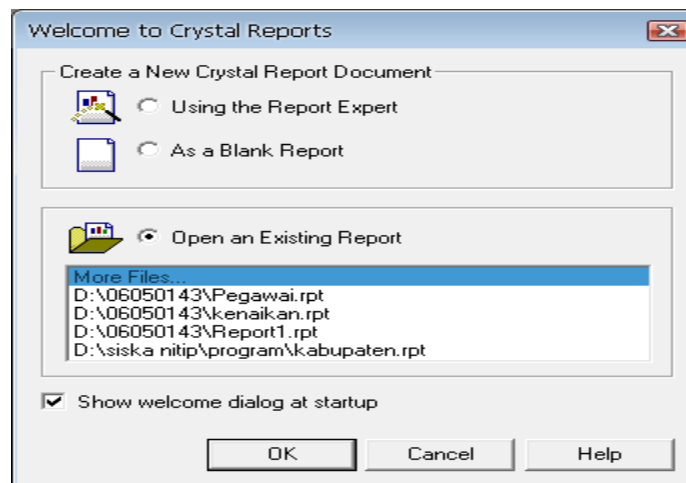 Welcome to Crystal Reports
Create a New Crystal Report Document
Using the Report Expert
As a Blank Report
Open an Existing Report
More Files...
D:\06050143\Pegawai.rpt
D:\06050143\kenaikan.rpt
D:\06050143\Report1.rpt
D:\siska nitip\program\kabupaten.rpt
Show welcome dialog at startup
OK Cancel Help